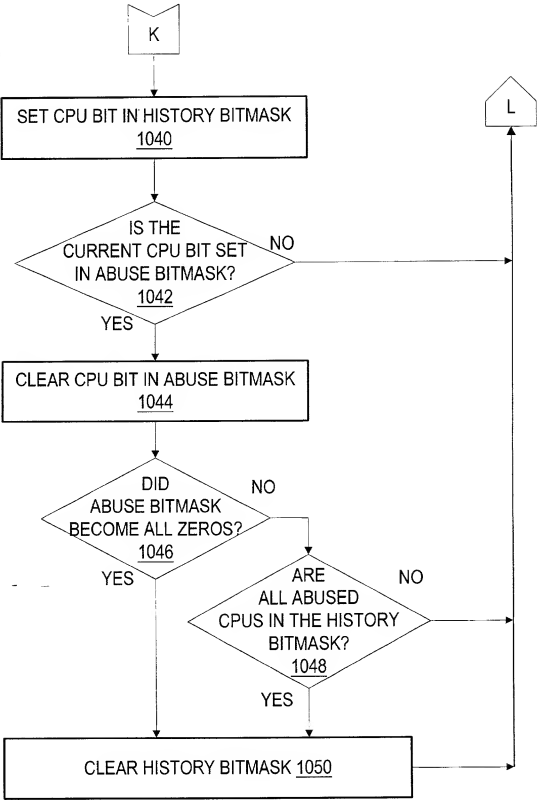 K
SET CPU BIT IN HISTORY BITMASK
1040
L
IS THE
CURRENT CPU BIT SET
IN ABUSE BITMASK?
1042
NO
YES
CLEAR CPU BIT IN ABUSE BITMASK
1044
DID
ABUSE BITMASK
BECOME ALL ZEROS?
1046
NO
YES
ARE
ALL ABUSED
CPUS IN THE HISTORY
BITMASK?
1048
NO
YES
CLEAR HISTORY BITMASK 1050